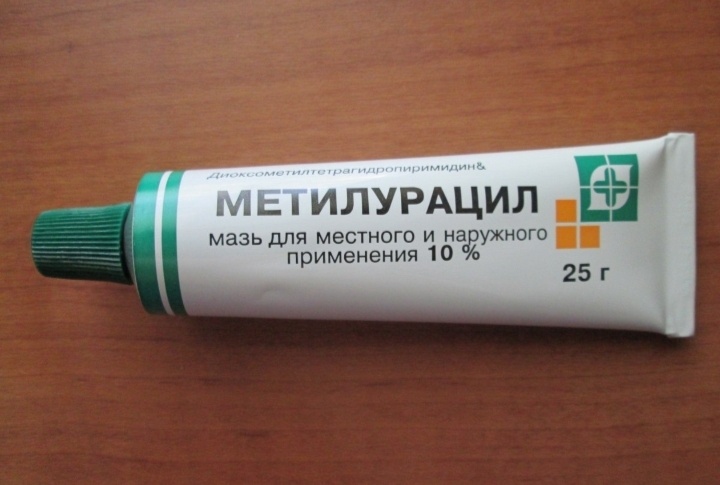 Диоксометилтетрагидропиримидин&
МЕТИЛУРАЦИЛ
мазь для местного и наружного
применения 10 %
25 г